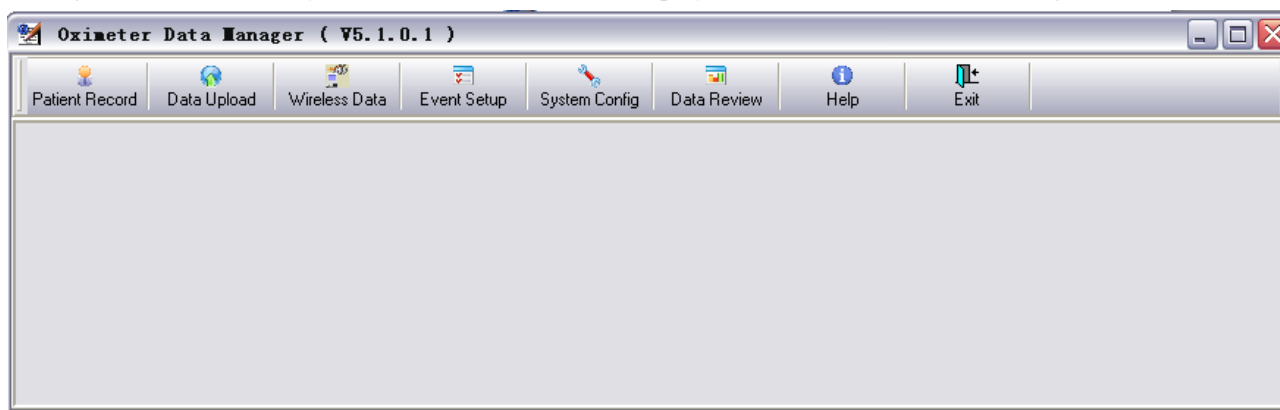 Oximeter Data Manager ( V5.1.0.1 )
Patient Record Data Upload Wireless Data Event Setup System Config Data Review Help Exit